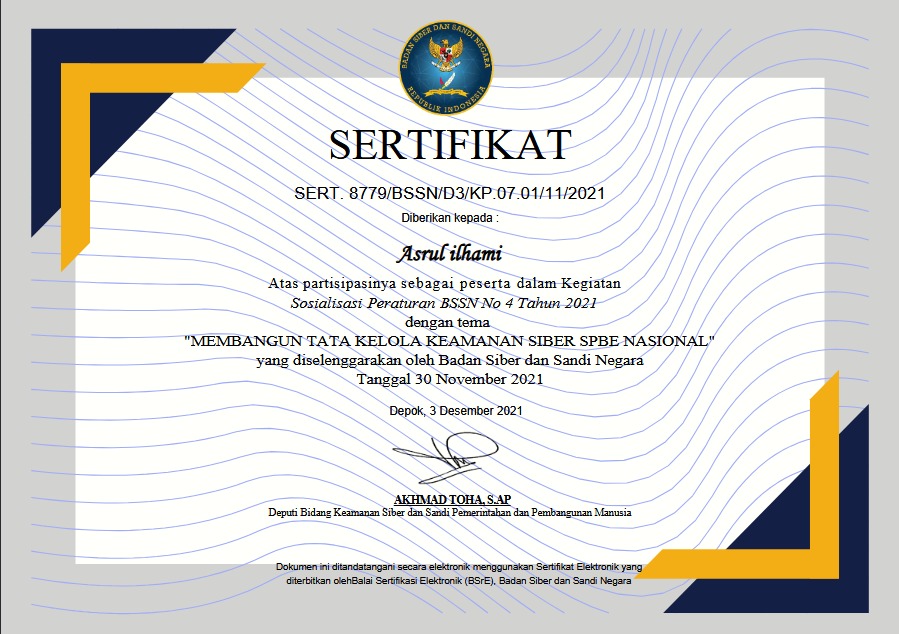 BADAN SIBER DAN SANDI NEGARA
REPUBLIK INDONESIA
SERTIFIKAT
SERT. 8779/BSSN/D3/KP.07.01/11/2021
Diberikan kepada :
Asrul ilhami
Atas partisipasinya sebagai peserta dalam Kegiatan
Sosialisasi Peraturan BSSN No 4 Tahun 2021
dengan tema
"MEMBANGUN TATA KELOLA KEAMANAN SIBER SPBE NASIONAL"
yang diselenggarakan oleh Badan Siber dan Sandi Negara
Tanggal 30 November 2021
Depok, 3 Desember 2021
AKHMAD TOHA, S.AP
Deputi Bidang Keamanan Siber dan Sandi Pemerintahan dan Pembangunan Manusia
Dokumen ini ditandatangani secara elektronik menggunakan Sertifikat Elektronik yang
diterbitkan olehBalai Sertifikasi Elektronik (BSrE), Badan Siber dan Sandi Negara